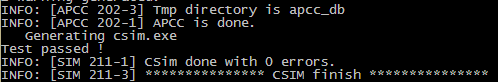 INFO: [APCC 202-3] Tmp directory is apcc_db
INFO: [APCC 202-1] APCC is done.
Generating csim.exe
Test passed !
INFO: [SIM 211-1] CSim done with 0 errors.
INFO: [SIM 211-3] *************** CSIM finish ***************